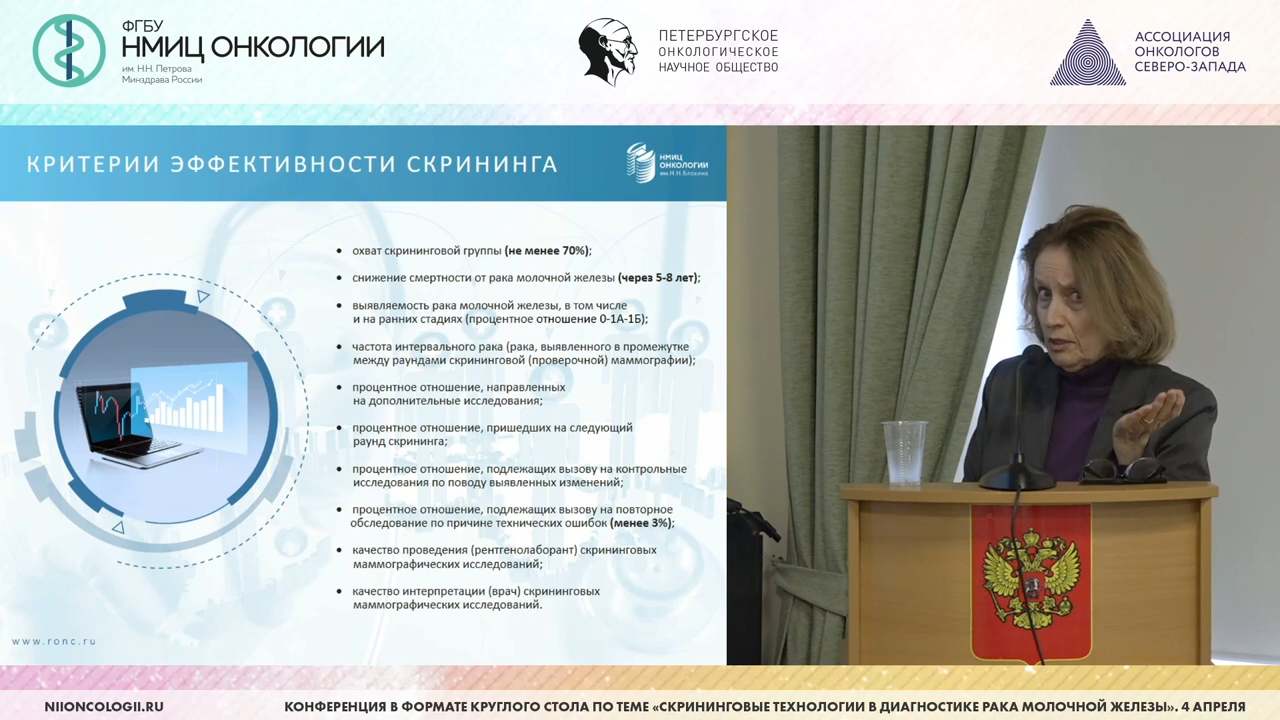 ФГБУ
НМИЦ ОНКОЛОГИИ
им. Н.Н. Петрова
Минздрава России
ПЕТЕРБУРГСКОЕ
ОНКОЛОГИЧЕСКОЕ
НАУЧНОЕ ОБЩЕСТВО
АССОЦИАЦИЯ
ОНКОЛОГОВ
СЕВЕРО-ЗАПАДА
КРИТЕРИИ ЭФФЕКТИВНОСТИ СКРИНИНГА
НМИЦ
ОНКОЛОГИИ
им.Н.Н.Блохина
• охват скрининговой группы (не менее 70%);
• снижение смертности от рака молочной железы (через 5-8 лет);
• выявляемость рака молочной железы, в том числе
и на ранних стадиях (процентное отношение 0-1А-1Б);
• частота интервального рака (рака, выявленного в промежутке
между раундами скрининговой (проверочной) маммографии);
• процентное отношение, направленных
на дополнительные исследования;
• процентное отношение, пришедших на следующий
раунд скрининга;
• процентное отношение, подлежащих вызову на контрольные
исследования по поводу выявленных изменений;
• процентное отношение, подлежащих вызову на повторное
обследование по причине технических ошибок (менее 3%);
• качество проведения (рентгенолаборант) скрининговых
маммографических исследований;
• качество интерпретации (врач) скрининговых
маммографических исследований.
www.ronc.ru
NIIONCOLOGII.RU
КОНФЕРЕНЦИЯ В ФОРМАТЕ КРУГЛОГО СТОЛА ПО ТЕМЕ «СКРИНИНГОВЫЕ ТЕХНОЛОГИИ В ДИАГНОСТИКЕ РАКА МОЛОЧНОЙ ЖЕЛЕЗЫ». 4 АПРЕЛЯ